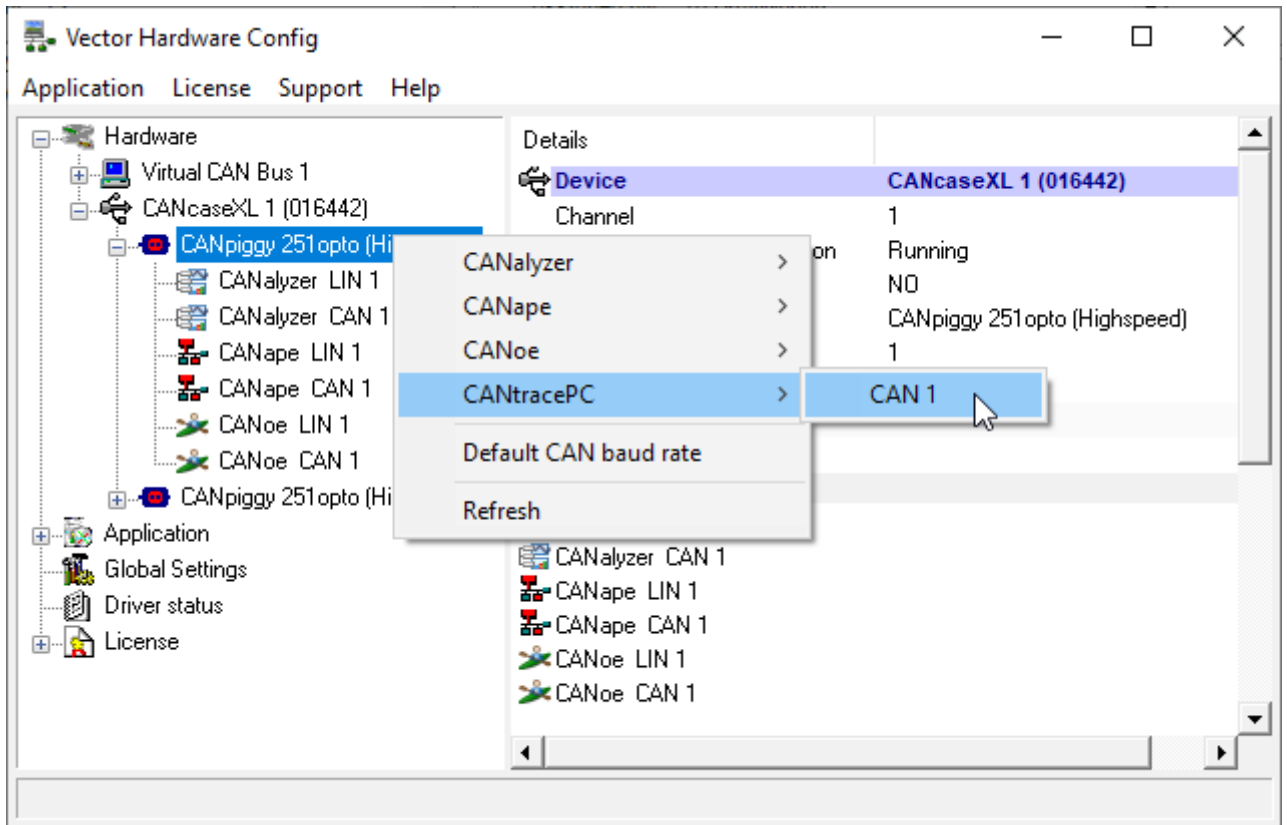 Vector Hardware Config
Application License Support Help
Hardware
Virtual CAN Bus 1
CANcaseXL 1 (016442)
CANpiggy 251opto (Hi
CANalyzer LIN 1
CANalyzer CAN 1
CANape LIN 1
CANape CAN 1
CANoe LIN 1
CANoe CAN 1
CANpiggy 251opto (Hi
Application
Global Settings
Driver status
License
CANalyzer
CANape
CANoe
CANtracePC
Default CAN baud rate
Refresh
CAN 1
Details
Device CANcaseXL 1 (016442)
Channel 1
on Running
NO
CANpiggy 251opto (Highspeed)
1
CANalyzer CAN 1
CANape LIN 1
CANape CAN 1
CANoe LIN 1
CANoe CAN 1